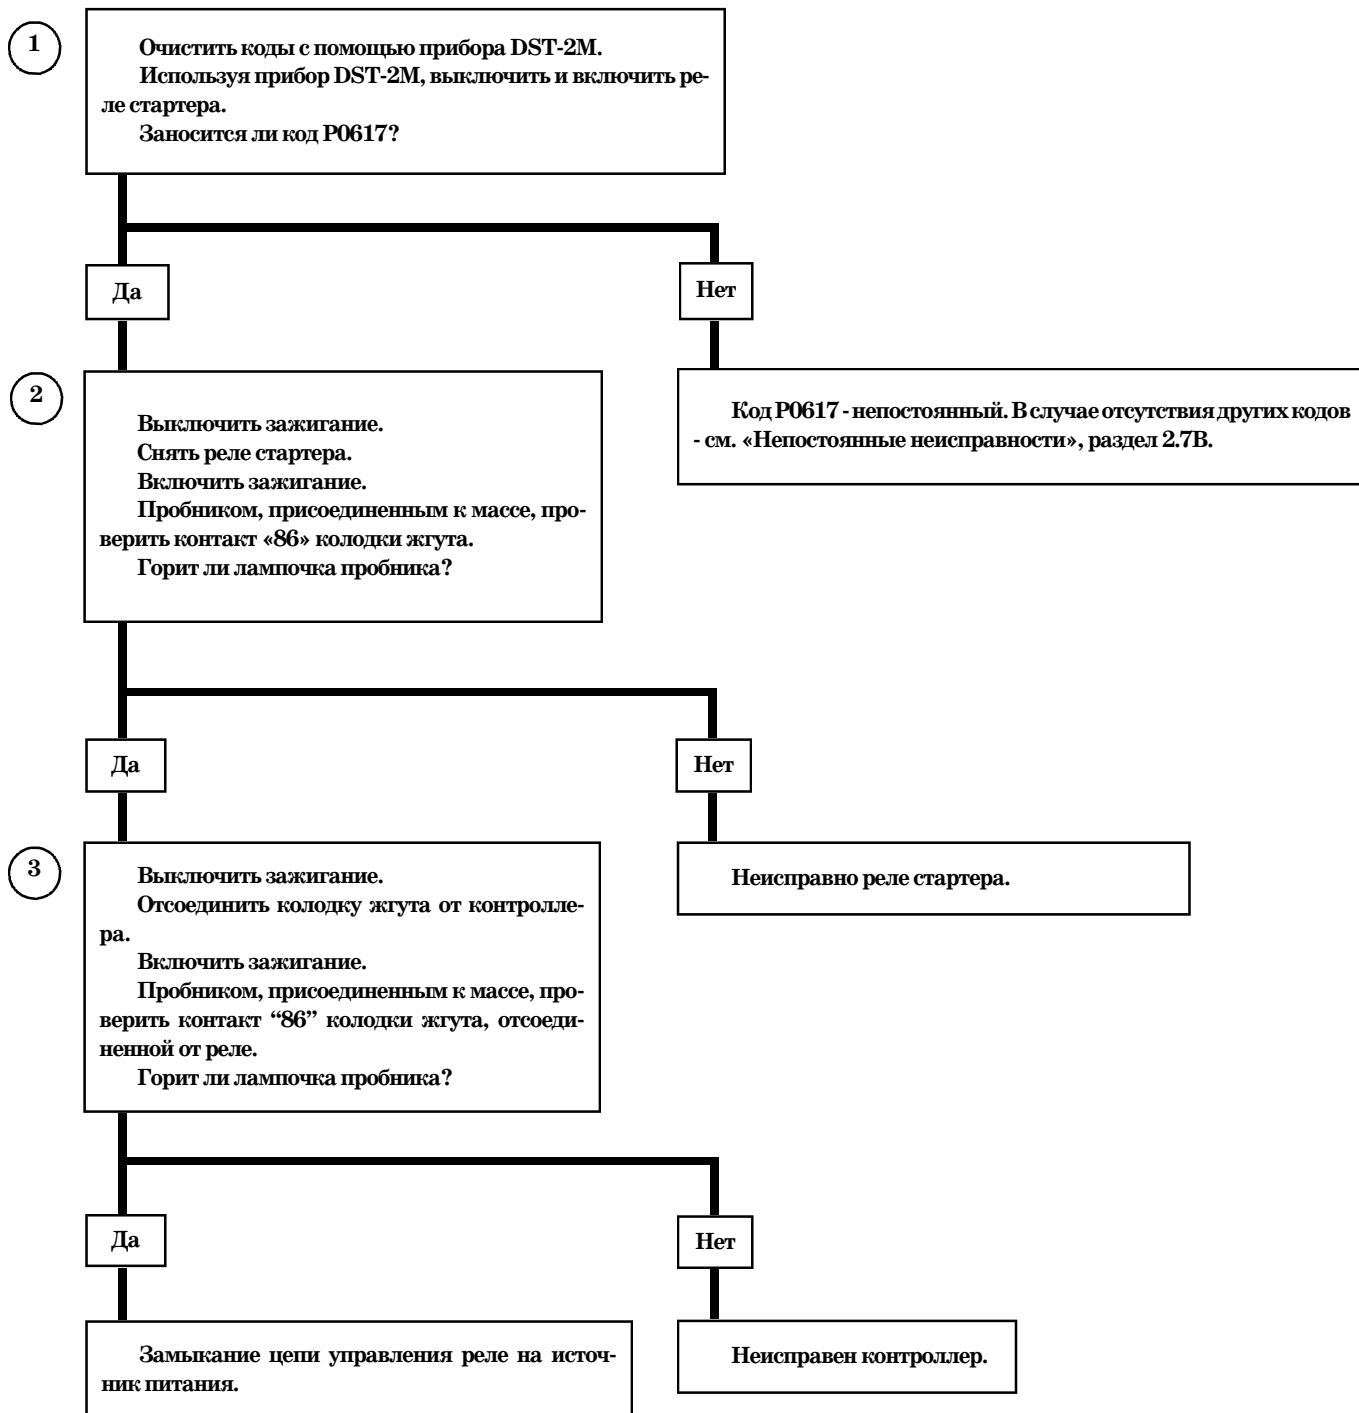 1
Очистить коды с помощью прибора DST-2M.
Используя прибор DST-2M, выключить и включить ре-
ле стартера.
Заносится ли код Р0617?
Да
Нет
2
Выключить зажигание.
Снять реле стартера.
Включить зажигание.
Пробником, присоединенным к массе, про-
верить контакт «86» колодки жгута.
Горит ли лампочка пробника?
Код Р0617 - непостоянный. В случае отсутствия других кодов
- см. «Непостоянные неисправности», раздел 2.7В.
Да
Нет
3
Выключить зажигание.
Отсоединить колодку жгута от контролле-
ра.
Включить зажигание.
Пробником, присоединенным к массе, про-
верить контакт “86” колодки жгута, отсоеди-
ненной от реле.
Горит ли лампочка пробника?
Неисправно реле стартера.
Да
Нет
Замыкание цепи управления реле на источ-
ник питания.
Неисправен контроллер.